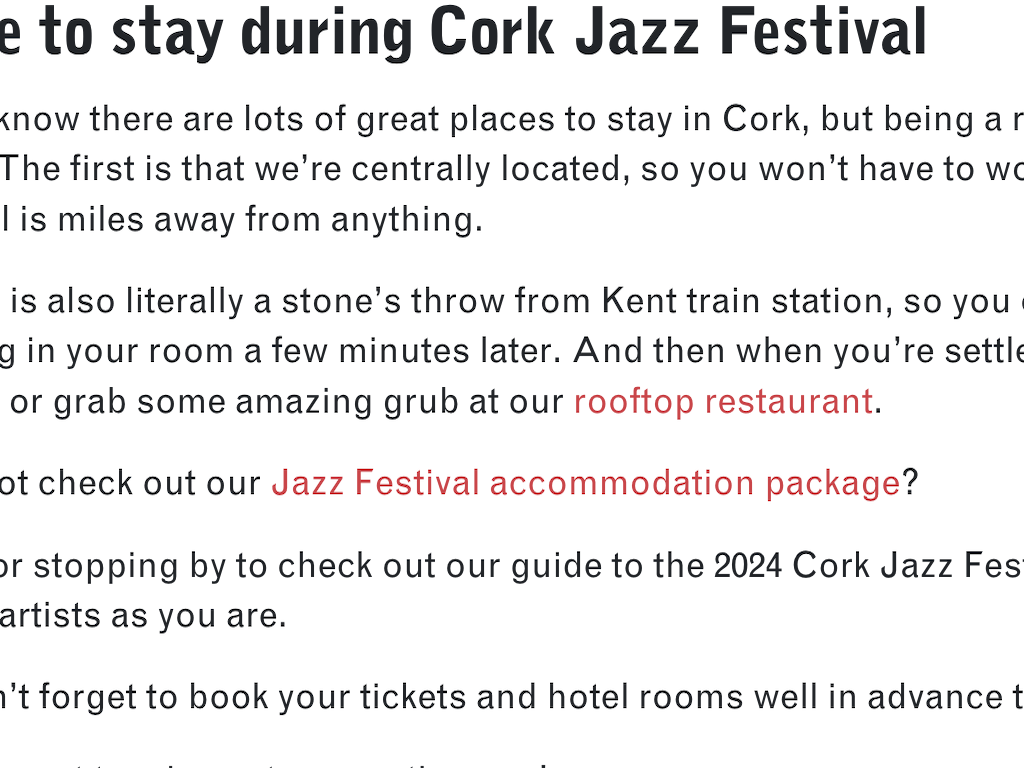 e to stay during Cork Jazz Festival
know there are lots of great places to stay in Cork, but being a
The first is that we’re centrally located, so you won’t have to
is miles away from anything.
is also literally a stone’s throw from Kent train station, so you
in your room a few minutes later. And then when you’re settle
or grab some amazing grub at our rooftop restaurant.
ot check out our Jazz Festival accommodation package?
or stopping by to check out our guide to the 2024 Cork Jazz Fes
artists as you are.
n’t forget to book your tickets and hotel rooms well in advance